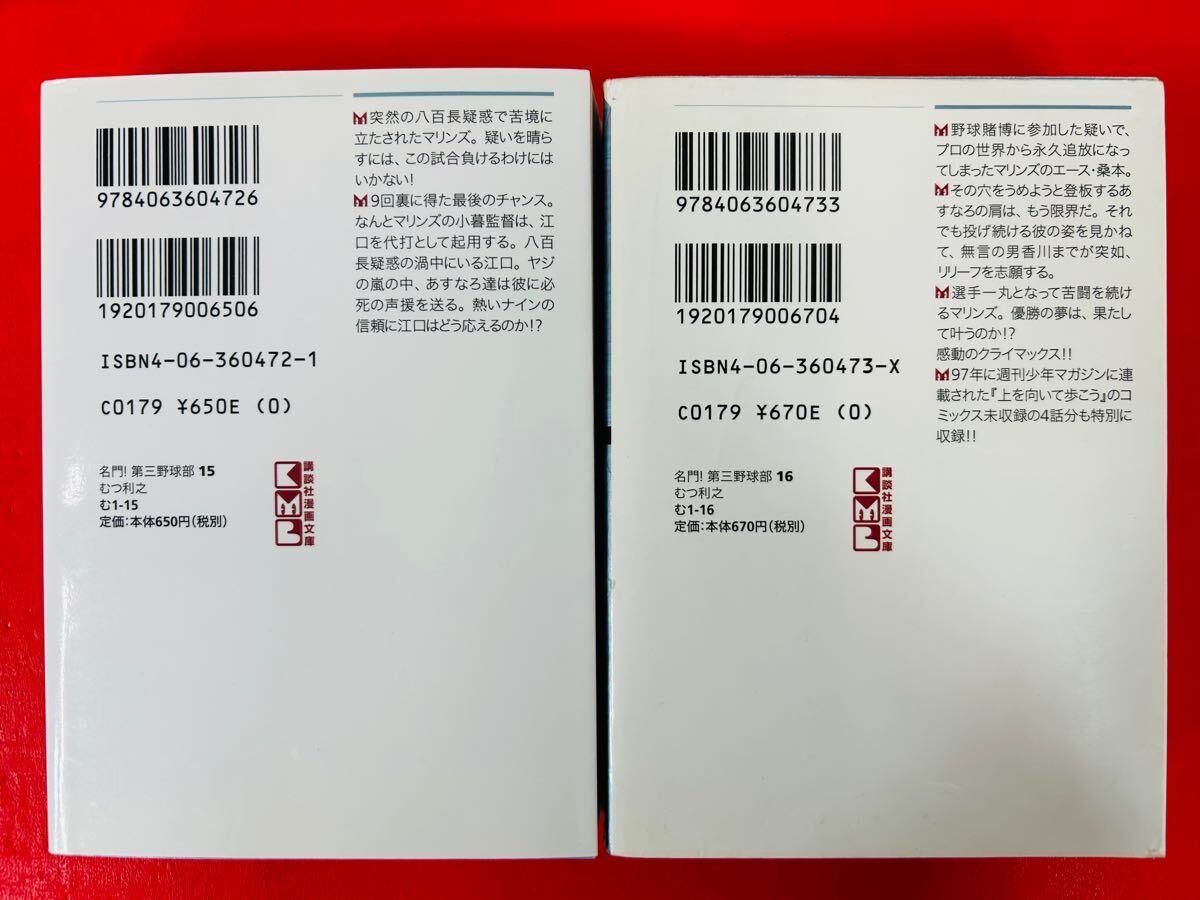 9784063604726
1920179006506
ISBN4-06-360472-1
C0179 ¥650E (0)
突然の八百長疑惑で苦境に
立たされたマリンズ。疑いを晴ら
すには、この試合負けるわけには
いかない!
9回裏に得た最後のチャンス。
なんとマリンズの小暮監督は、江
口を代打として起用する。八百
長疑惑の渦中にいる江口。ヤジ
の嵐の中、あすなろ達は彼に必
死の声援を送る。熱いナインの
信頼に江口はどう応えるのか!?
名門! 第三野球部 15
むつ利之
む1-15
定価:本体650円(税別)
KMB
講談社漫画文庫
9784063604733
1920179006704
ISBN4-06-360473-X
C0179 ¥670E (0)
野球賭博に参加した疑いで、
プロの世界から永久追放になっ
てしまったマリンズのエース・桑本。
その穴をうめようと登板するあ
すなろの肩は、もう限界だ。それ
でも投げ続ける彼の姿を見かね
て、無言の男香川までが突如、
リリーフを志願する。
選手一丸となって苦闘を続け
るマリンズ。優勝の夢は、果たし
て叶うのか!?
感動のクライマックス!!
97年に週刊少年マガジンに連
載された『上を向いて歩こう』のコ
ミックス未収録の4話分も特別に
収録!!
名門! 第三野球部 16
むつ利之
む1-16
定価:本体670円(税別)
KMB
講談社漫画文庫